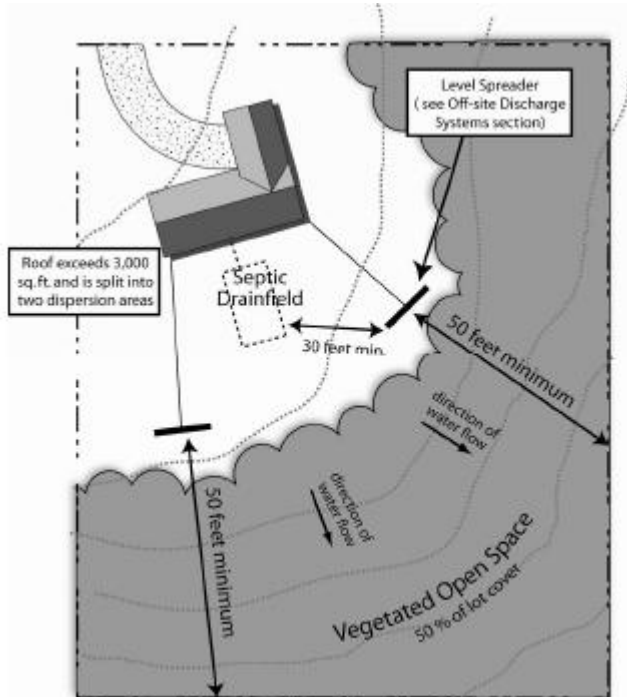 Level Spreader
(see Off-site Discharge
Systems section)
Roof exceeds 3,000
sq.ft. and is split into
two dispersion areas
Septic
Drainfield
30 feet min.
50 feet minimum
direction of
water flow
50 feet minimum
direction of
water flow
Vegetated Open Space
50 % of lot cover